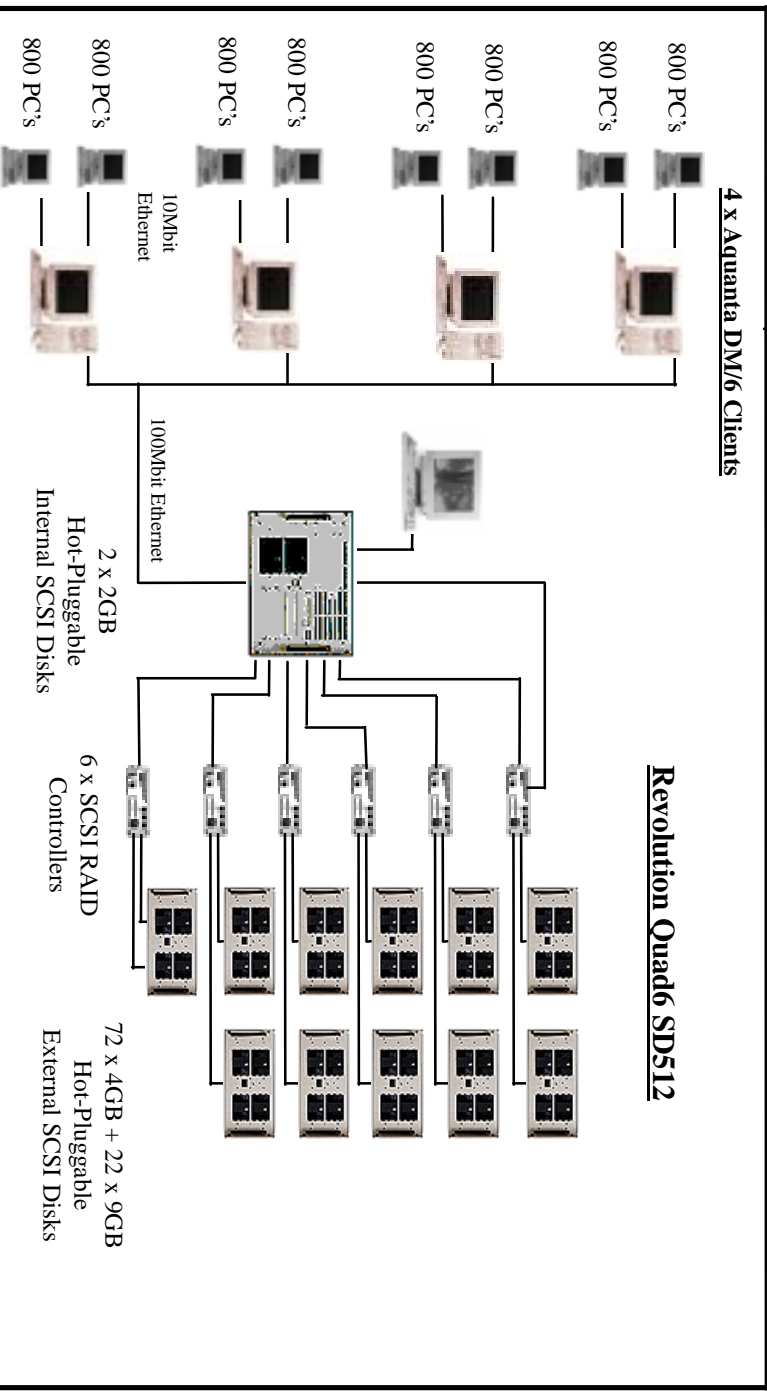 4 x Aquanta DM/6 Clients
Revolution Quad6 SD512
800 PC's
800 PC's
800 PC's
800 PC's
800 PC's
800 PC's
800 PC's
800 PC's
10Mbit
Ethernet
100Mbit Ethernet
2 x 2GB
Hot-Pluggable
Internal SCSI Disks
6 x SCSI RAID
Controllers
72 x 4GB + 22 x 9GB
Hot-Pluggable
External SCSI Disks